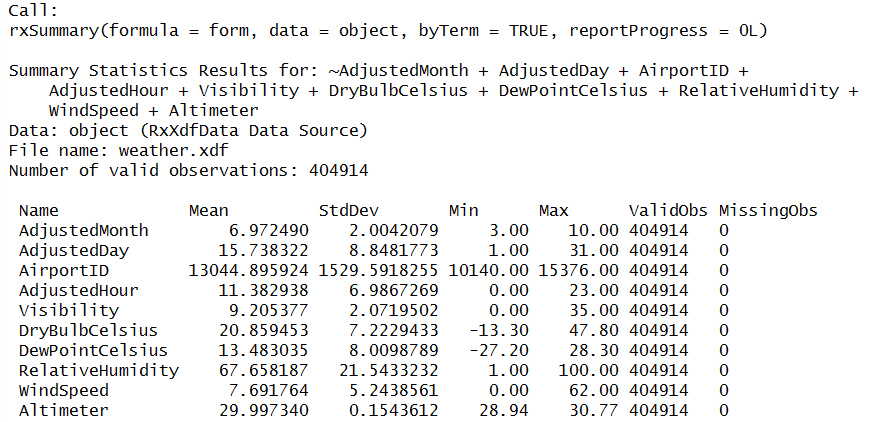 Call:
rxSummary(formula = form, data = object, byTerm = TRUE, reportProgress = 0L)
Summary Statistics Results for: ~AdjustedMonth + AdjustedDay + AirportID +
AdjustedHour + Visibility + DryBulbCelsius + DewPointCelsius + RelativeHumidity +
WindSpeed + Altimeter
Data: object (RxXdfData Data Source)
File name: weather.xdf
Number of valid observations: 404914
Name Mean StdDev Min Max ValidObs MissingObs
AdjustedMonth 6.972490 2.0042079 3.00 10.00 404914 0
AdjustedDay 15.738322 8.8481773 1.00 31.00 404914 0
AirportID 13044.895924 1529.5918255 10140.00 15376.00 404914 0
AdjustedHour 11.382938 6.9867269 0.00 23.00 404914 0
Visibility 9.205377 2.0719502 0.00 35.00 404914 0
DryBulbCelsius 20.859453 7.2229433 -13.30 47.80 404914 0
DewPointCelsius 13.483035 8.0098789 -27.20 28.30 404914 0
RelativeHumidity 67.658187 21.5433232 1.00 100.00 404914 0
WindSpeed 7.691764 5.2438561 0.00 62.00 404914 0
Altimeter 29.997340 0.1543612 28.94 30.77 404914 0